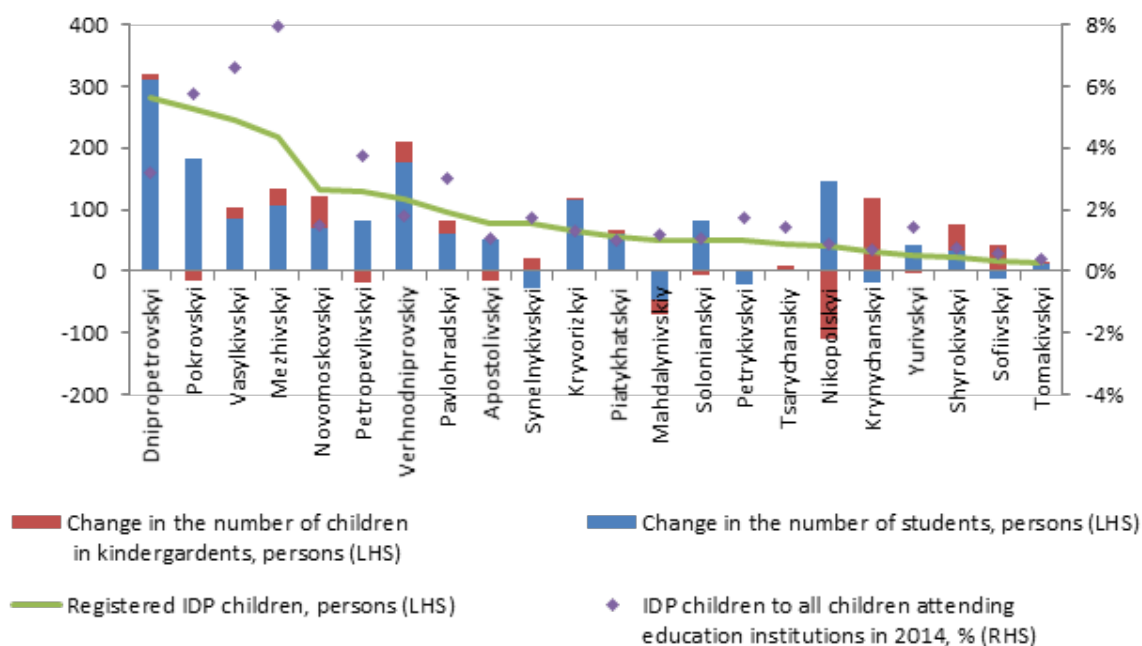 400
300
200
100
0
-100
-200
8%
6%
4%
2%
0%
-2%
-4%
Dnipropetrovskyi
Pokrovskyi
Vasylkivskyi
Mezhivskyi
Novomoskovskyi
Petropevlivskyi
Verhnodniprovskiy
Pavlohradskyi
Apostolivskyi
Synelnykivskyi
Kryvorizkyi
Piatykhatskyi
Mahdalynivskiy
Solonianskyi
Petrykivskyi
Tsarychanskiy
Nikopolskyi
Krynychanskyi
Yurivskyi
Shyrokivskyi
Sofiivskyi
Tomakivskyi
Change in the number of children
in kindergardents, persons (LHS)
Change in the number of students, persons (LHS)
Registered IDP children, persons (LHS)
IDP children to all children attending
education institutions in 2014, % (RHS)